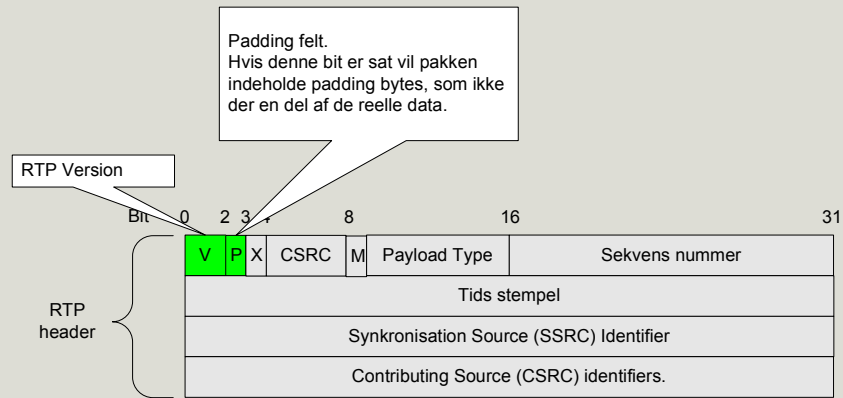 Padding felt.
Hvis denne bit er sat vil pakken
indeholde padding bytes, som ikke
der en del af de reelle data.
RTP Version
Bit 0 2 3 4 8 16 31
V P X CSRC M Payload Type Sekvens nummer
Tids stempel
RTP
header
Synkronisation Source (SSRC) Identifier
Contributing Source (CSRC) identifiers.